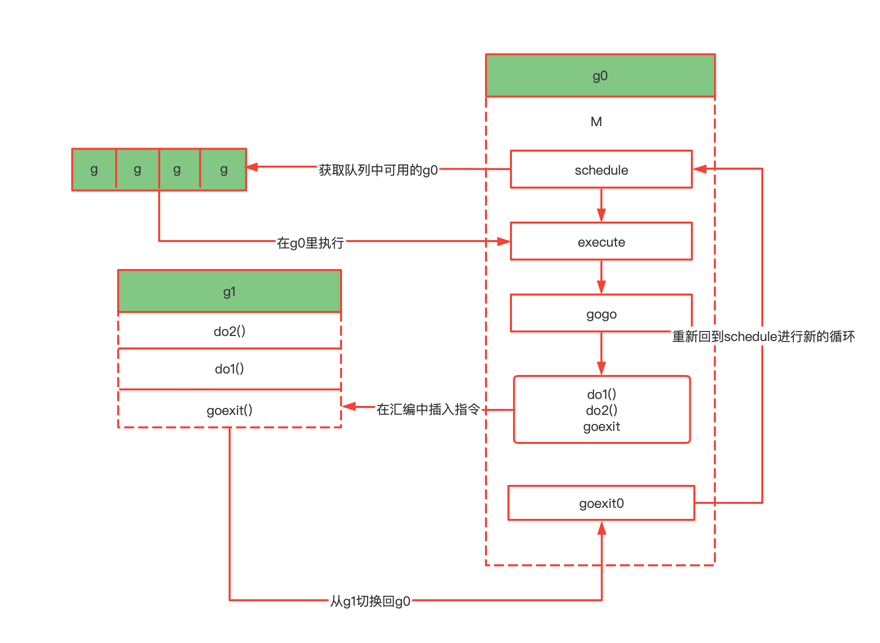 g0
M
获取队列中可用的g0
schedule
g g g g
在g0里执行
execute
g1
gogo
do2()
重新回到schedule进行新的循环
do1()
do1()
do2()
goexit
在汇编中插入指令
goexit()
goexit0
从g1切换回g0